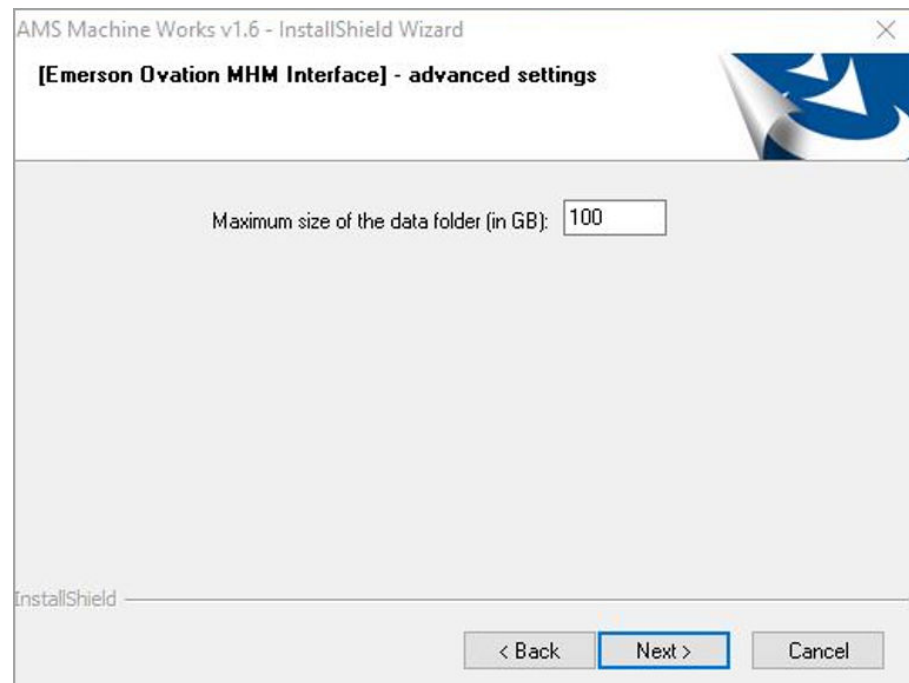 AMS Machine Works v1.6 - InstallShield Wizard
[Emerson Ovation MHM Interface] - advanced settings
Maximum size of the data folder (in GB): 100
InstallShield
< Back Next > Cancel